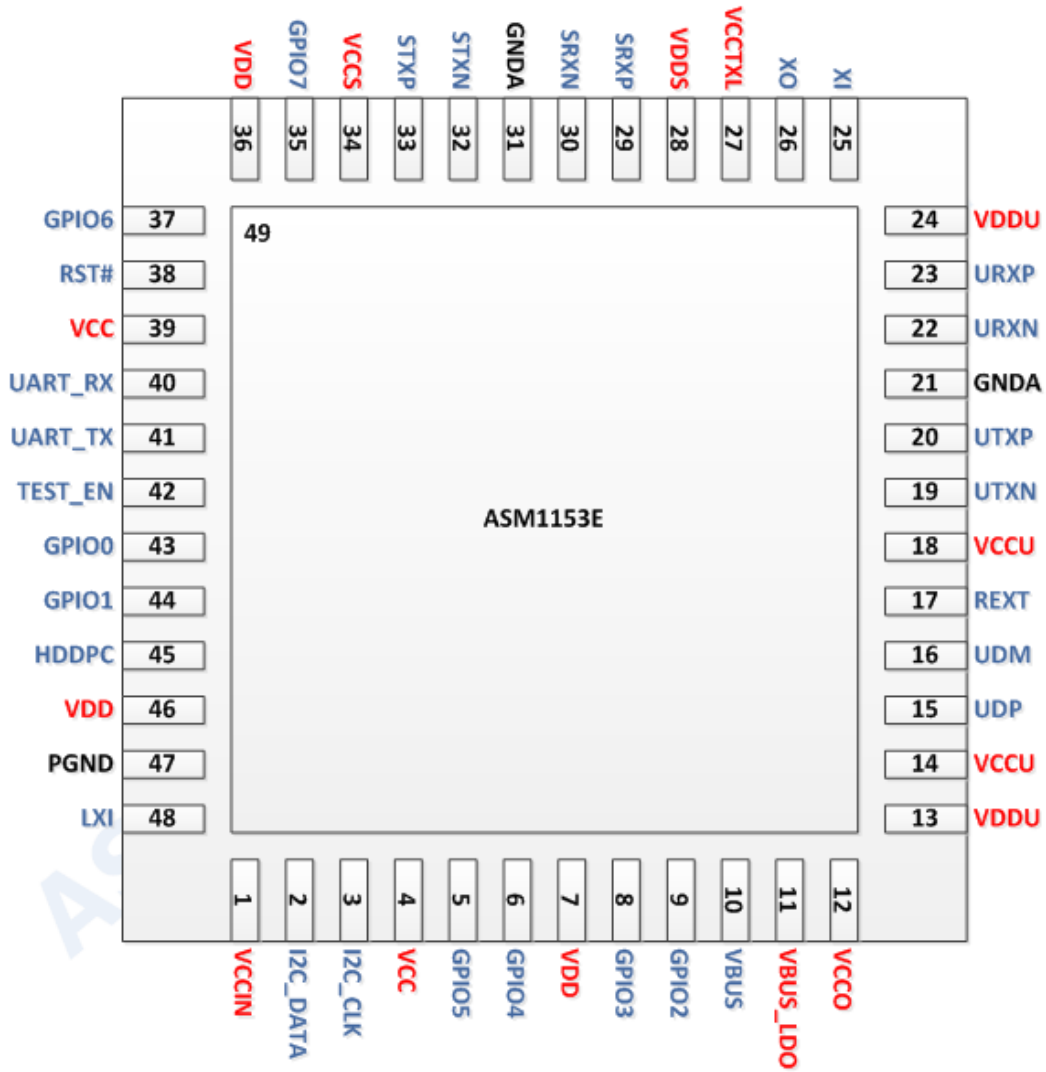 VDD
GPIO7
VCCS
STXP
STXN
GNDA
SRXN
SRXP
VDDS
VCCTXL
XO
XI
36
35
34
33
32
31
30
29
28
27
26
25
GPIO6 37
RST# 38
VCC 39
UART_RX 40
UART_TX 41
TEST_EN 42
GPIO0 43
GPIO1 44
HDDPC 45
VDD 46
PGND 47
LXI 48
49
ASM1153E
24 VDDU
23 URXP
22 URXN
21 GNDA
20 UTXP
19 UTXN
18 VCCU
17 REXT
16 UDM
15 UDP
14 VCCU
13 VDDU
1
2
3
4
5
6
7
8
9
10
11
12
VCCIN
I2C_DATA
I2C_CLK
VCC
GPIO5
GPIO4
VDD
GPIO3
GPIO2
VBUS
VBUS_LDO
VCCO